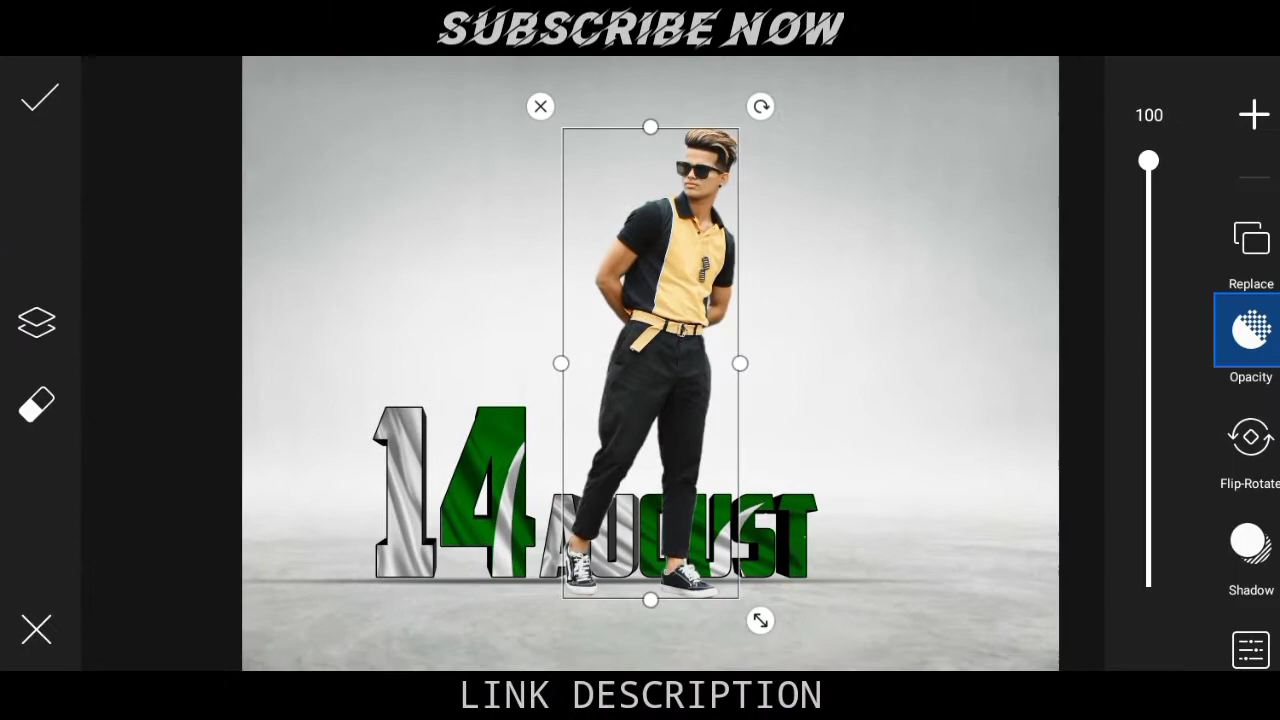 SUBSCRIBE NOW
100
Replace
Opacity
14 AUGUST
Flip-Rotate
Shadow
LINK DESCRIPTION